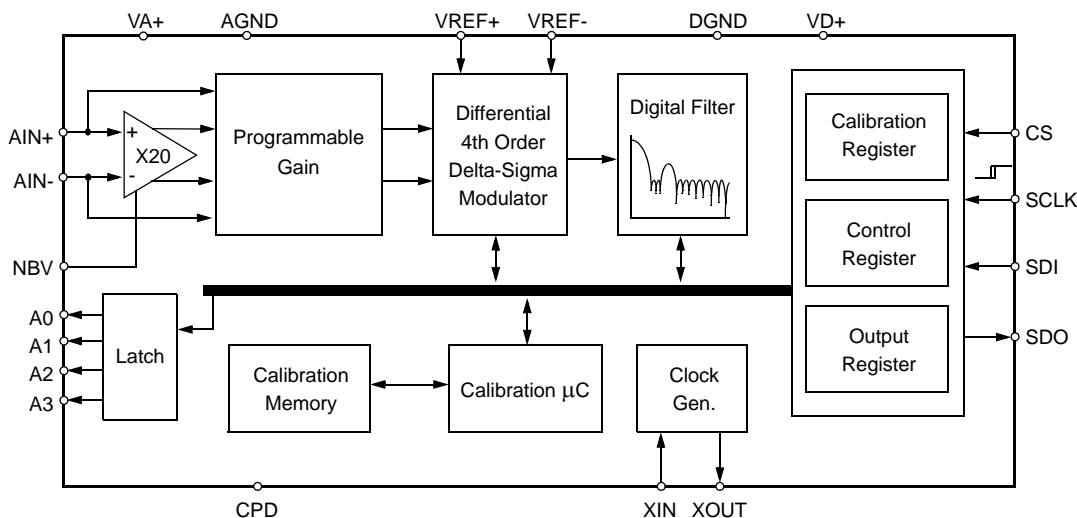 VA+
AGND
VREF+
VREF-
DGND
VD+
AIN+
AIN-
NBV
A0
A1
A2
A3
+
X20
-
Programmable
Gain
Differential
4th Order
Delta-Sigma
Modulator
Digital Filter
Calibration
Register
Control
Register
Output
Register
CS
SCLK
SDI
SDO
Latch
Calibration
Memory
Calibration µC
Clock
Gen.
CPD
XIN
XOUT